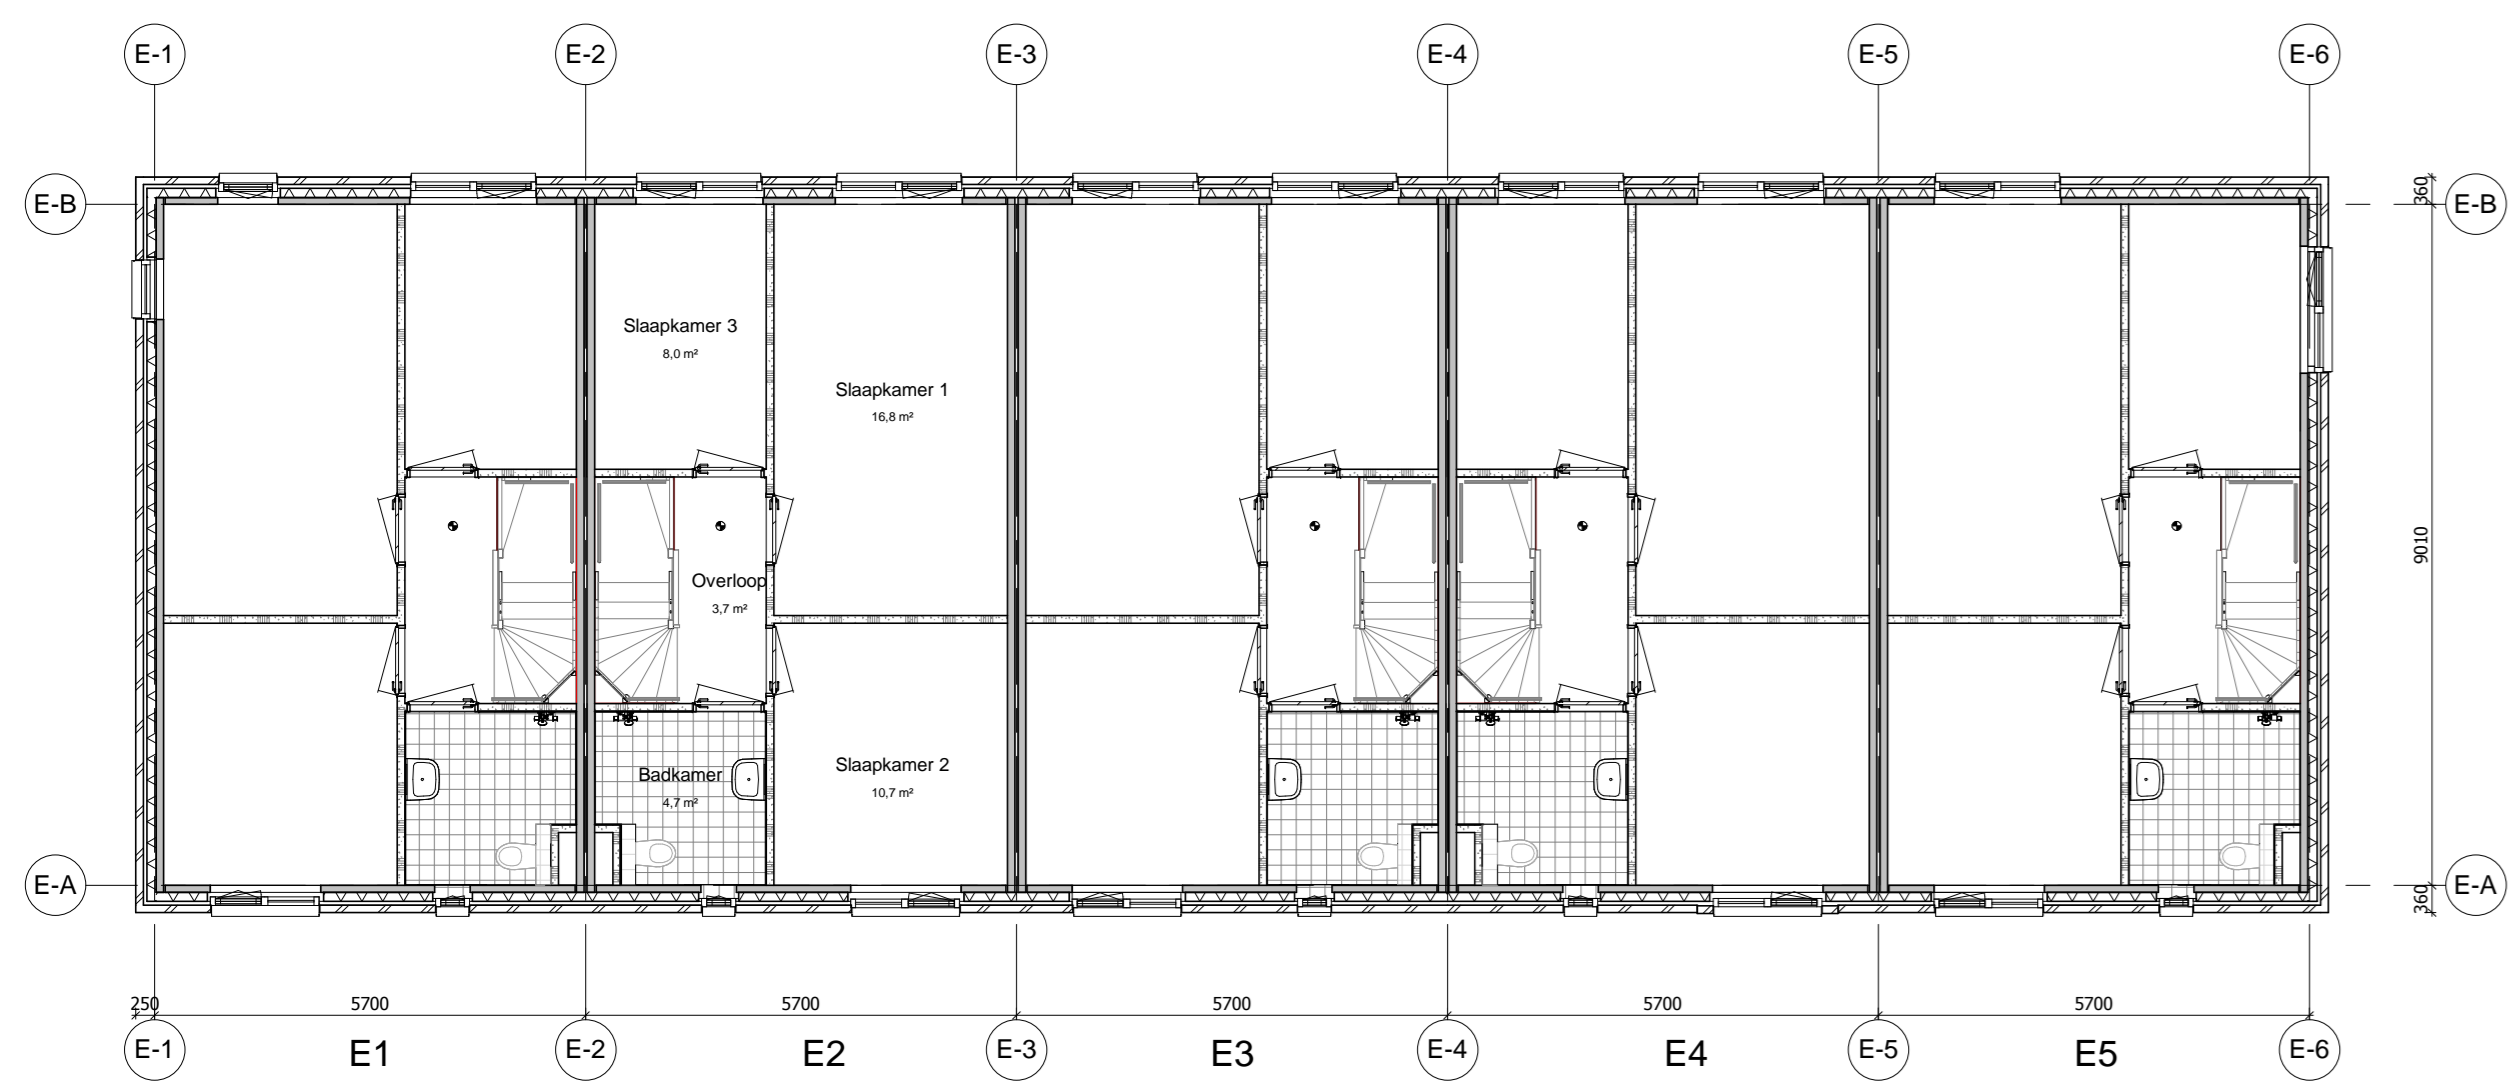 E-1 E-2 E-3 E-4 E-5 E-6
E-B E-B
360
Slaapkamer 3
8,0 m²
Slaapkamer 1
16,8 m²
9010
Overloop
3,7 m²
Badkamer
4,7 m²
Slaapkamer 2
10,7 m²
E-A E-A
360
250 5700 5700 5700 5700 5700
E-1 E1 E-2 E2 E-3 E3 E-4 E4 E-5 E5 E-6